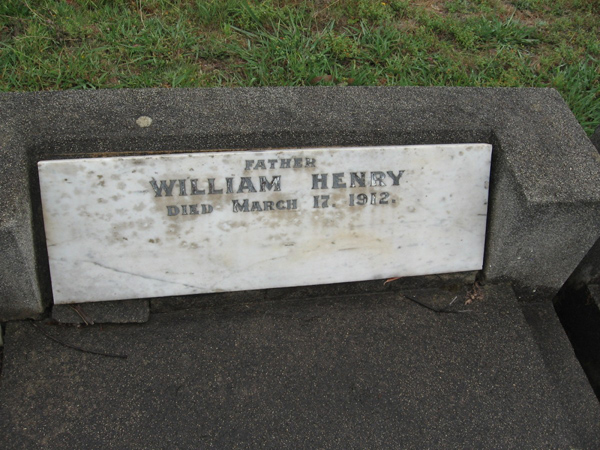 FATHER
WILLIAM HENRY
DIED MARCH 17, 1912.